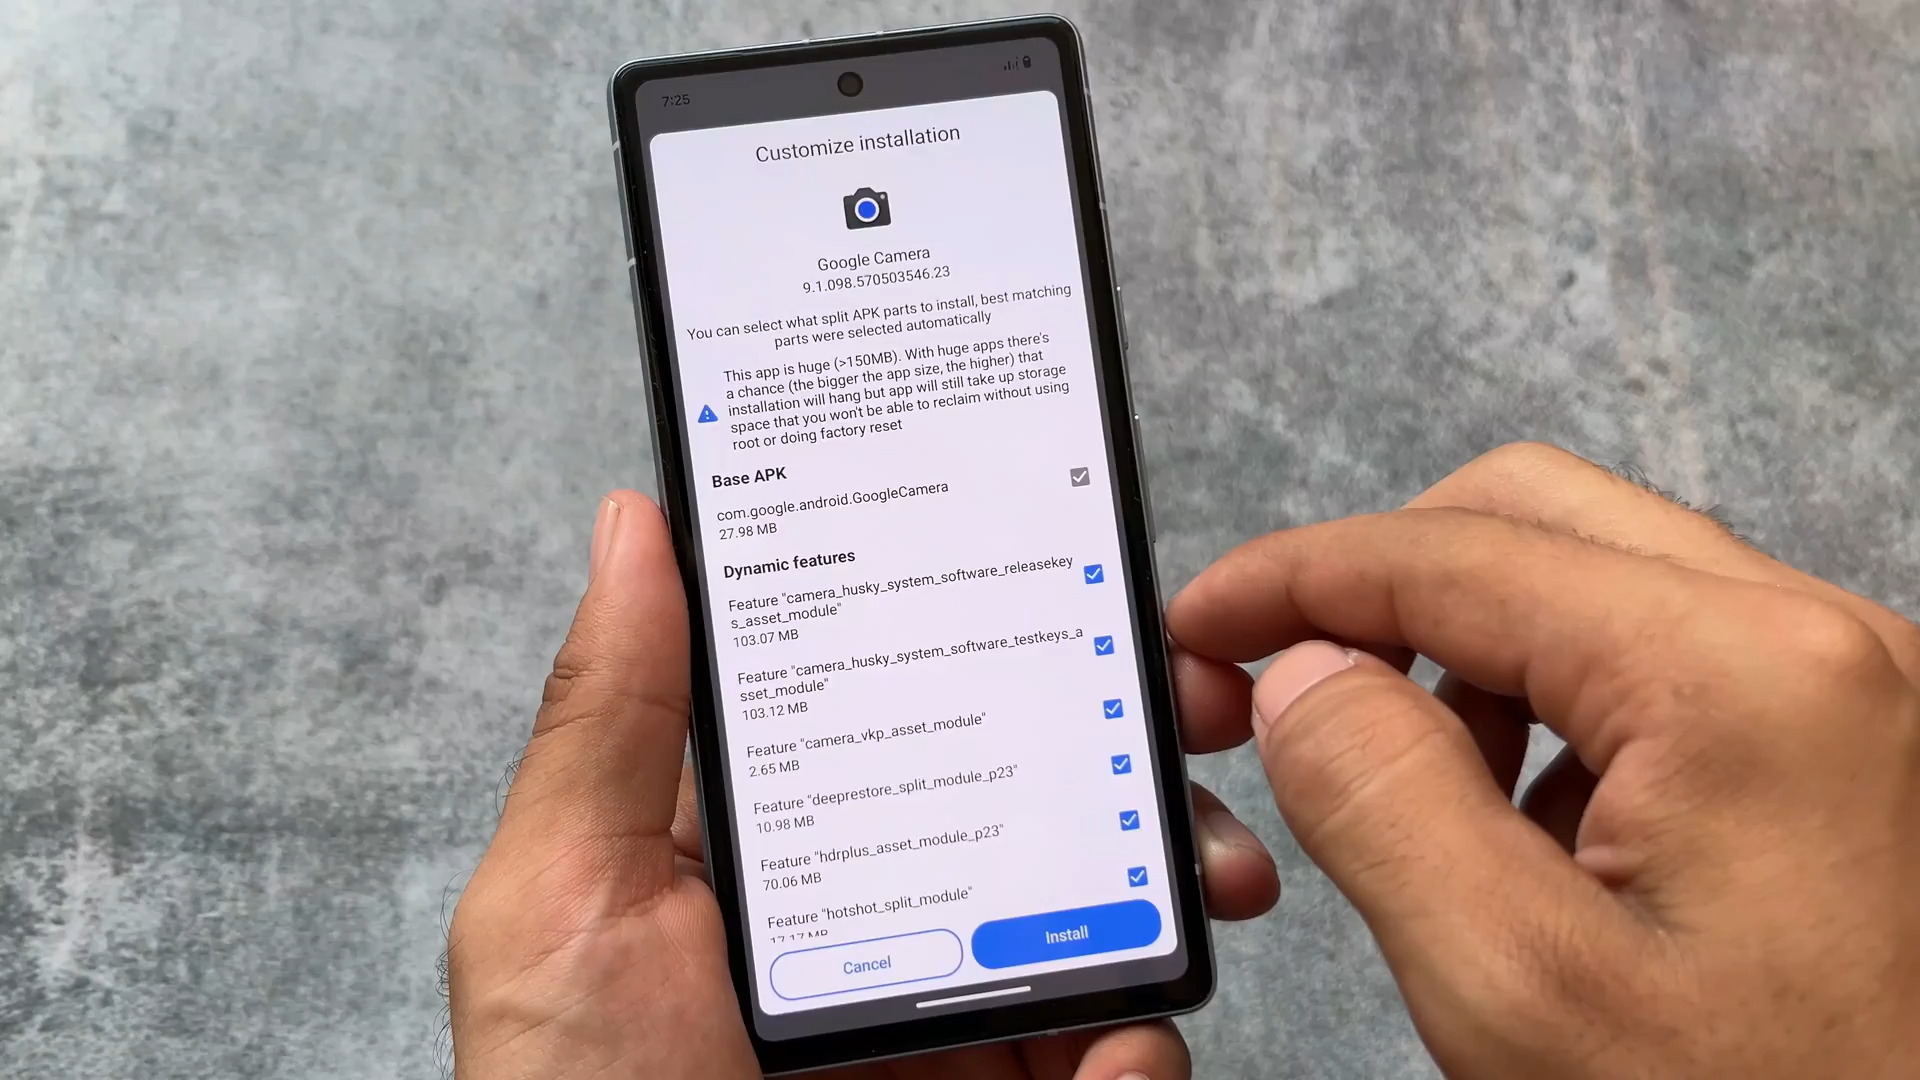 7:25
Customize installation
Google Camera
9.1.098.570503546.23
You can select what split APK parts to install, best matching
parts were selected automatically
This app is huge (>150MB). With huge apps there's
a chance (the bigger the app size, the higher) that
installation will hang but app will still take up storage
space that you won't be able to reclaim without using
root or doing factory reset
Base APK
com.google.android.GoogleCamera
27.98 MB
Dynamic features
Feature "camera_husky_system_software_releasekey
s_asset_module"
103.07 MB
Feature "camera_husky_system_software_testkeys_a
sset_module"
103.12 MB
Feature "camera_vkp_asset_module"
2.65 MB
Feature "deeprestore_split_module_p23"
10.98 MB
Feature "hdrplus_asset_module_p23"
70.06 MB
Feature "hotshot_split_module"
17.17 MB
Cancel
Install